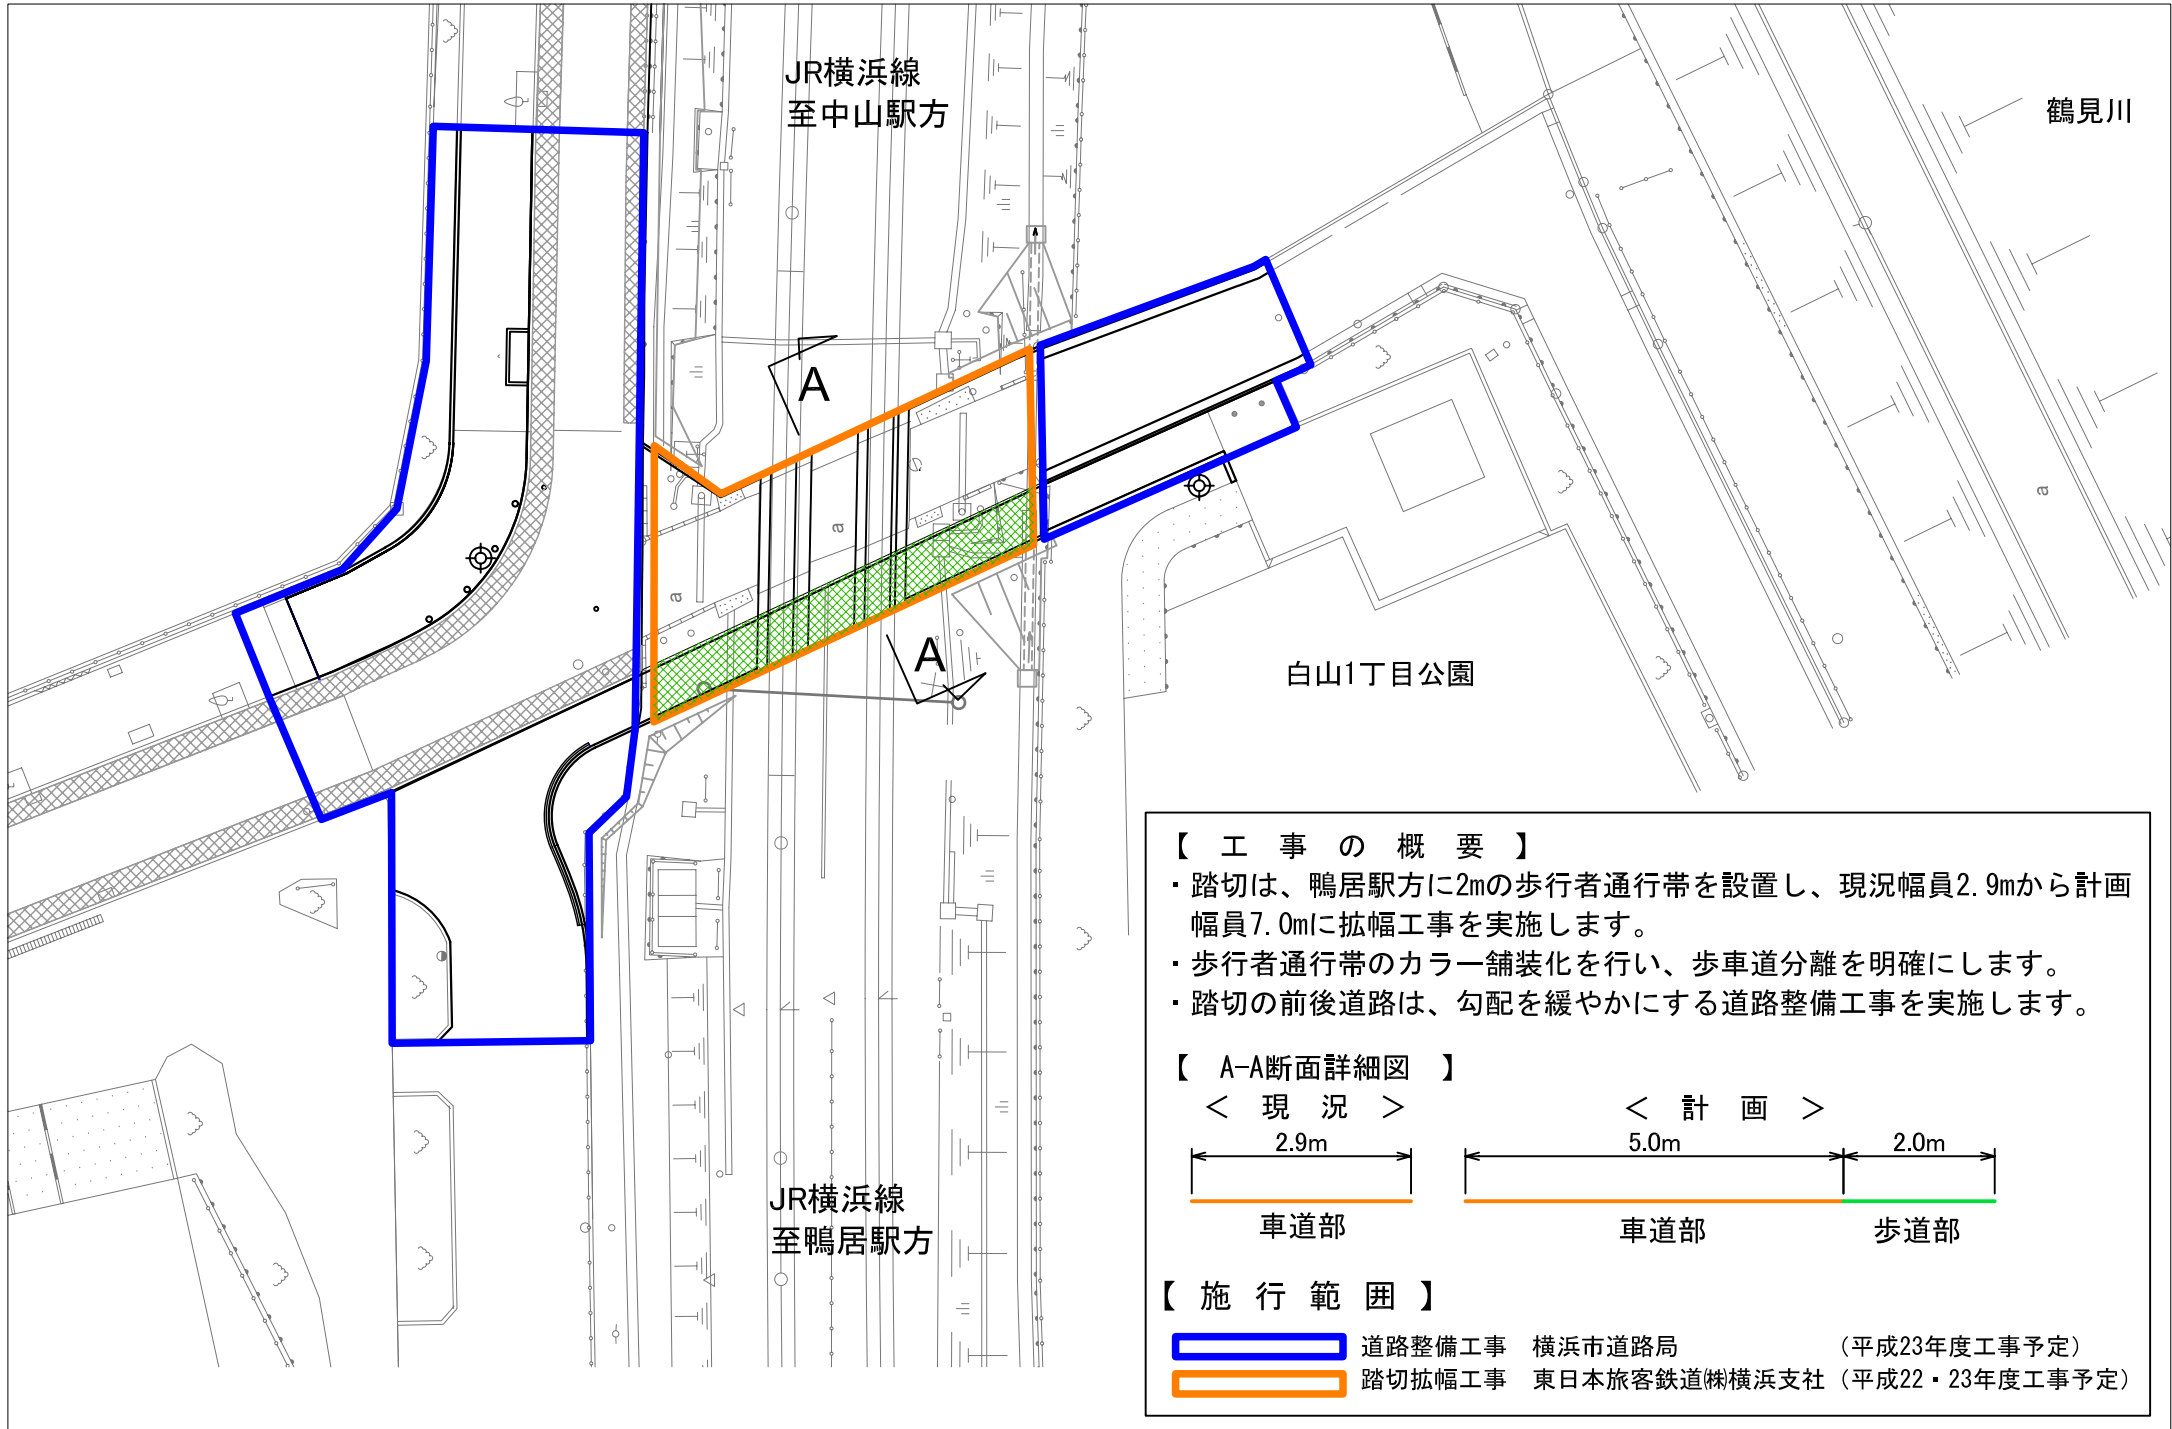 JR横浜線
至中山駅方
鶴見川
A
a
a
a
A
白山1丁目公園
JR横浜線
至鴨居駅方
【 工 事 の 概 要 】
・踏切は、鴨居駅方に2mの歩行者通行帯を設置し、現況幅員2.9mから計画
幅員7.0mに拡幅工事を実施します。
・歩行者通行帯のカラー舗装化を行い、歩車道分離を明確にします。
・踏切の前後道路は、勾配を緩やかにする道路整備工事を実施します。
【 A-A断面詳細図 】
＜ 現 況 ＞ ＜ 計 画 ＞
2.9m 5.0m 2.0m
車道部 車道部 歩道部
【 施 行 範 囲 】
道路整備工事 横浜市道路局 （平成23年度工事予定）
踏切拡幅工事 東日本旅客鉄道㈱横浜支社（平成22・23年度工事予定）